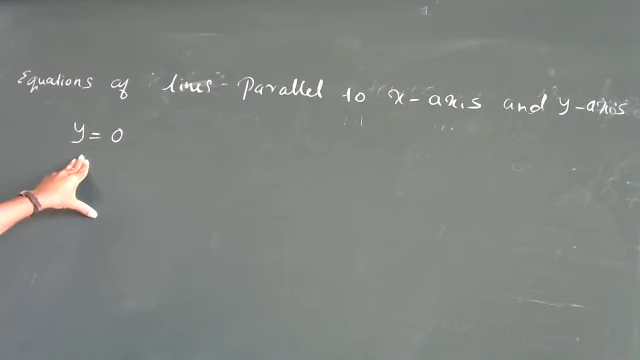 Equations of lines - Parallel to x-axis and y-axis
y = 0